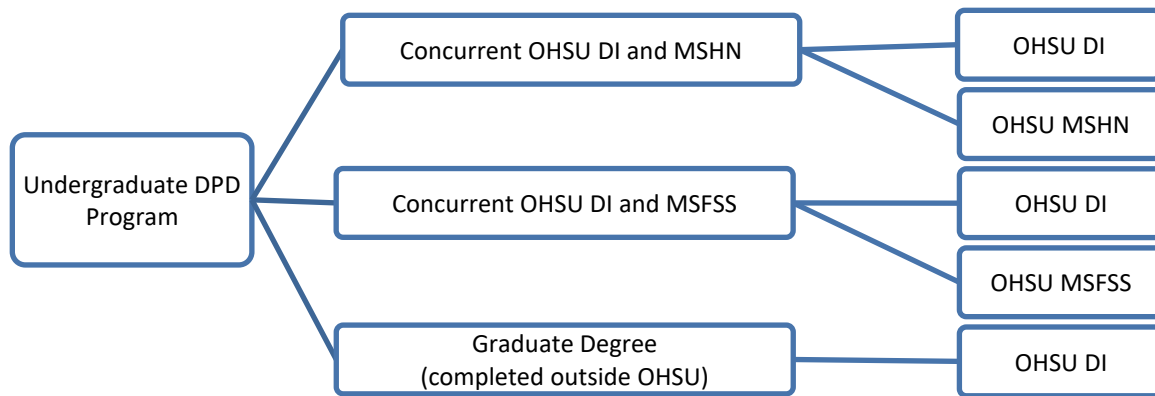 Undergraduate DPD
Program
Concurrent OHSU DI and MSHN
OHSU DI
OHSU MSHN
Concurrent OHSU DI and MSFSS
OHSU DI
OHSU MSFSS
Graduate Degree
(completed outside OHSU)
OHSU DI